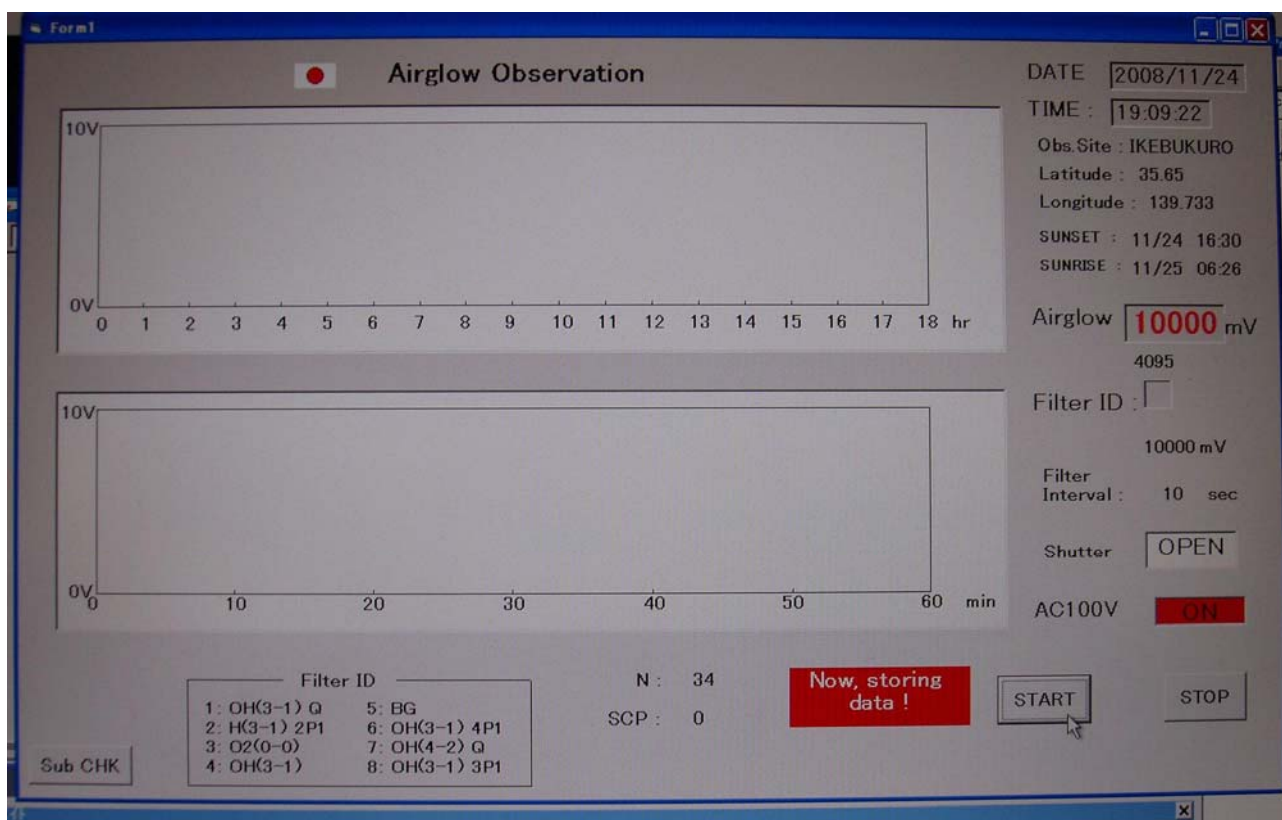 Form1
Airglow Observation
DATE 2008/11/24
TIME : 19:09:22
Obs.Site : IKEBUKURO
Latitude : 35.65
Longitude : 139.733
SUNSET : 11/24 16:30
SUNRISE : 11/25 06:26
10V
0V
0 1 2 3 4 5 6 7 8 9 10 11 12 13 14 15 16 17 18 hr
Airglow 10000 mV
4095
Filter ID :
10000 mV
Filter
Interval : 10 sec
Shutter OPEN
AC100V ON
10V
0V
0 10 20 30 40 50 60 min
Filter ID
1: OH(3-1) Q 5: BG
2: H(3-1) 2P1 6: OH(3-1) 4P1
3: O2(0-0) 7: OH(4-2) Q
4: OH(3-1) 8: OH(3-1) 3P1
N : 34
SCP : 0
Now, storing
data !
START
STOP
Sub CHK